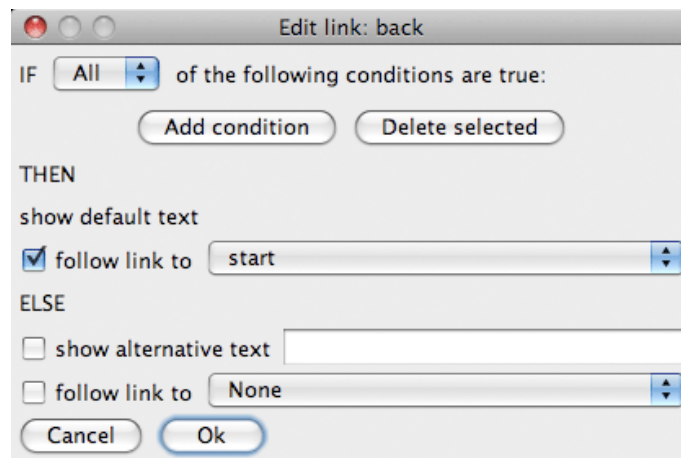 Edit link: back
IF All of the following conditions are true:
Add condition Delete selected
THEN
show default text
follow link to start
ELSE
show alternative text
follow link to None
Cancel Ok